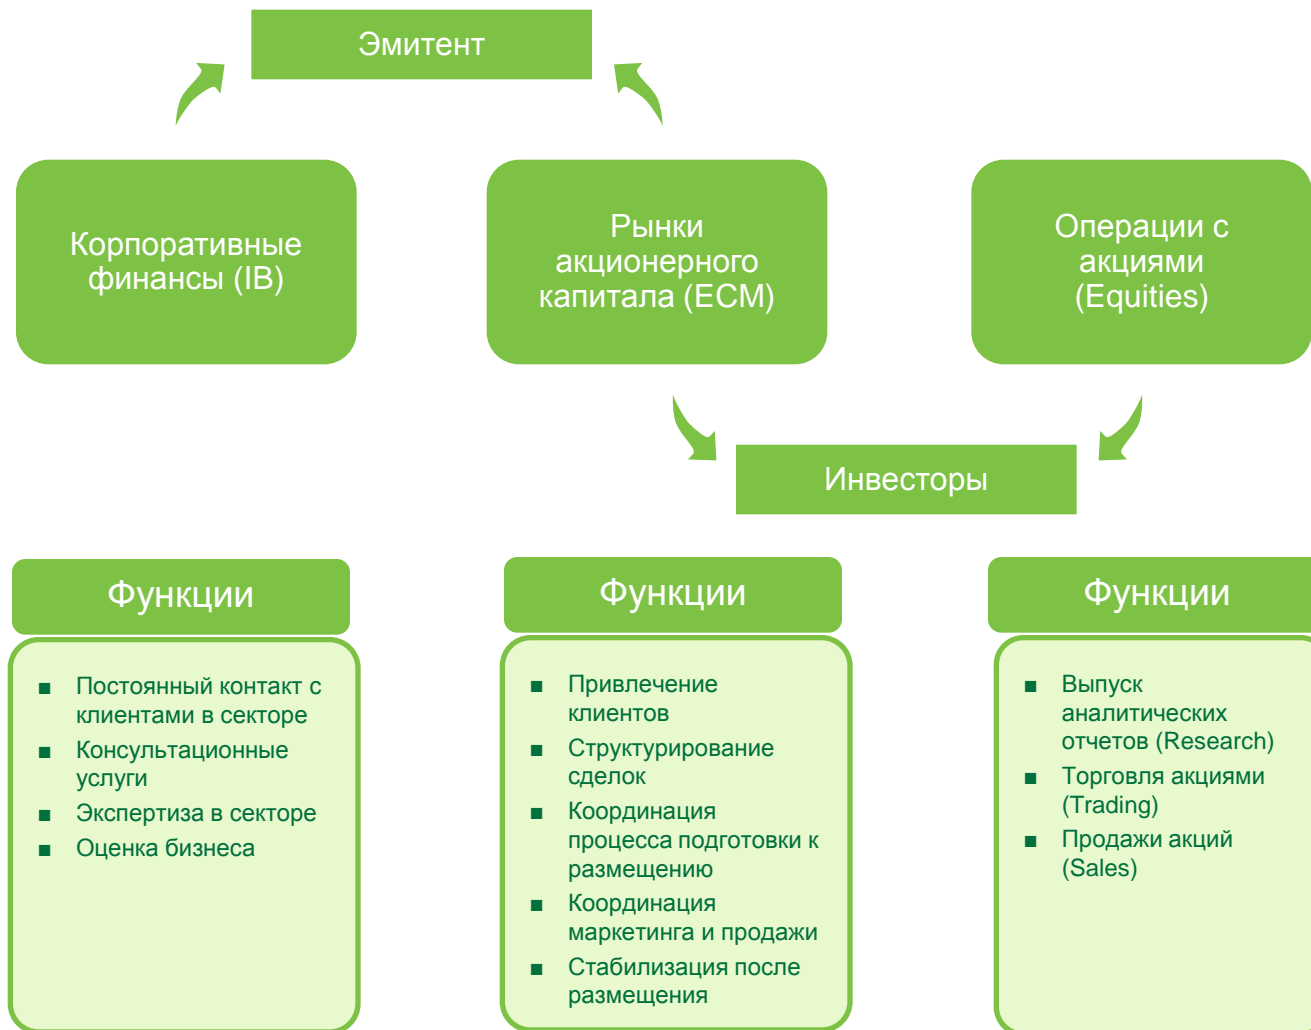 Эмитент
Корпоративные
финансы (IB)
Рынки
акционерного
капитала (ECM)
Операции с
акциями
(Equities)
Инвесторы
Функции
■ Постоянный контакт с
клиентами в секторе
■ Консультационные
услуги
■ Экспертиза в секторе
■ Оценка бизнеса
Функции
■ Привлечение
клиентов
■ Структурирование
сделок
■ Координация
процесса подготовки к
размещению
■ Координация
маркетинга и продажи
■ Стабилизация после
размещения
Функции
■ Выпуск
аналитических
отчетов (Research)
■ Торговля акциями
(Trading)
■ Продажи акций
(Sales)